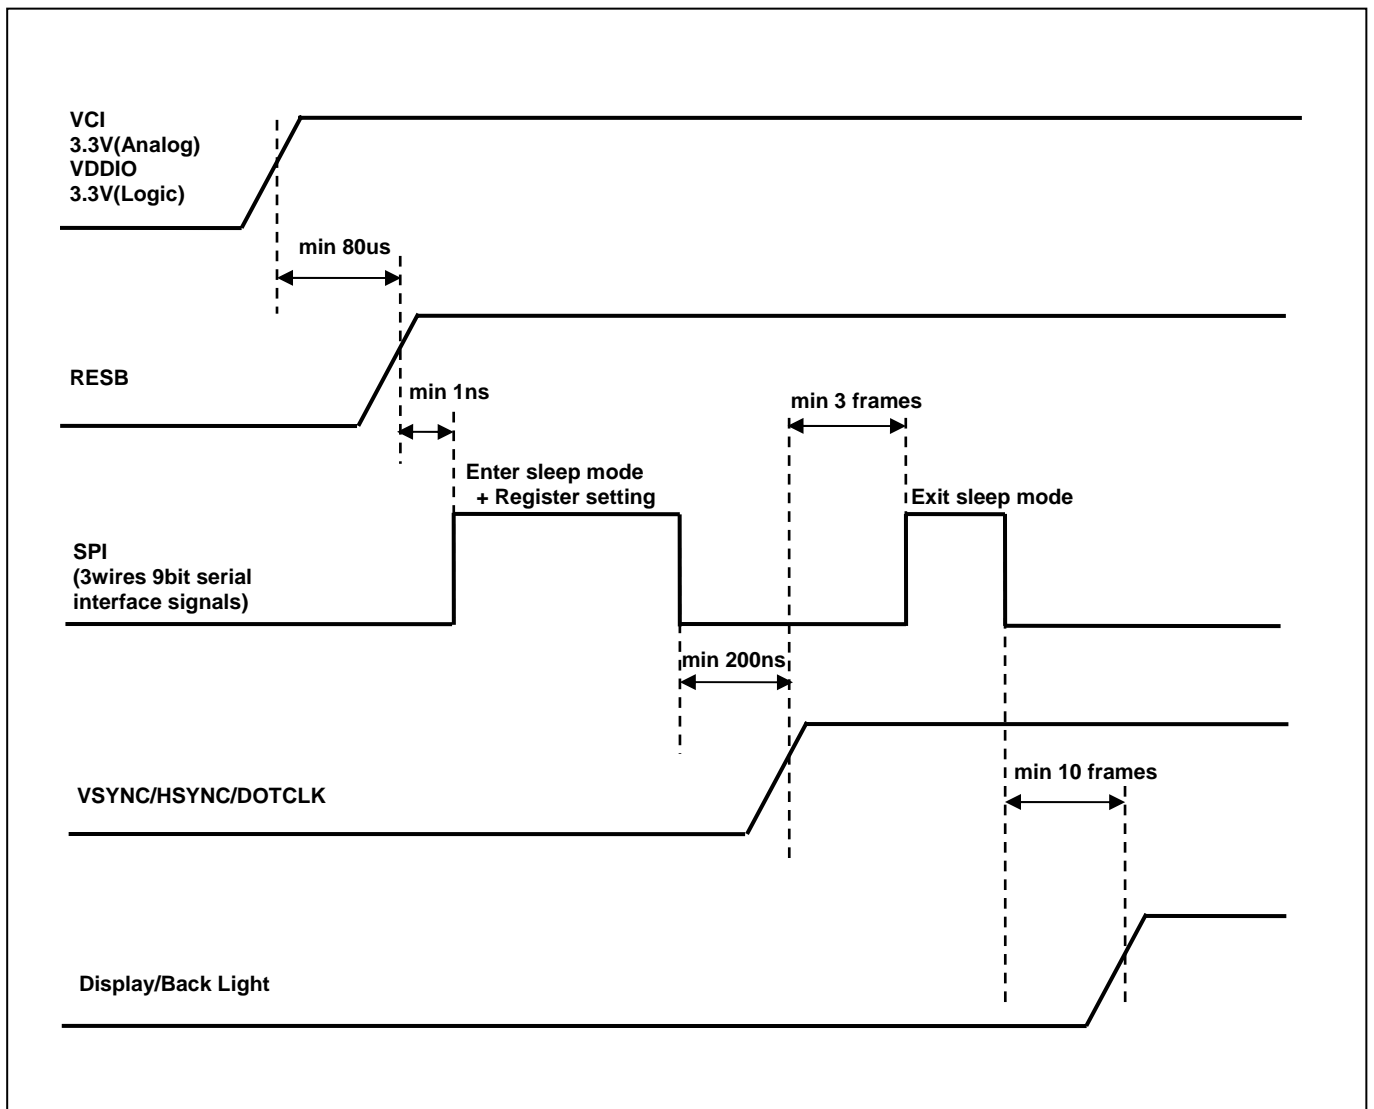 VCI
3.3V(Analog)
VDDIO
3.3V(Logic)
min 80us
RESB
min 1ns
min 3 frames
Enter sleep mode
+ Register setting
Exit sleep mode
SPI
(3wires 9bit serial
interface signals)
min 200ns
min 10 frames
VSYNC/HSYNC/DOTCLK
Display/Back Light